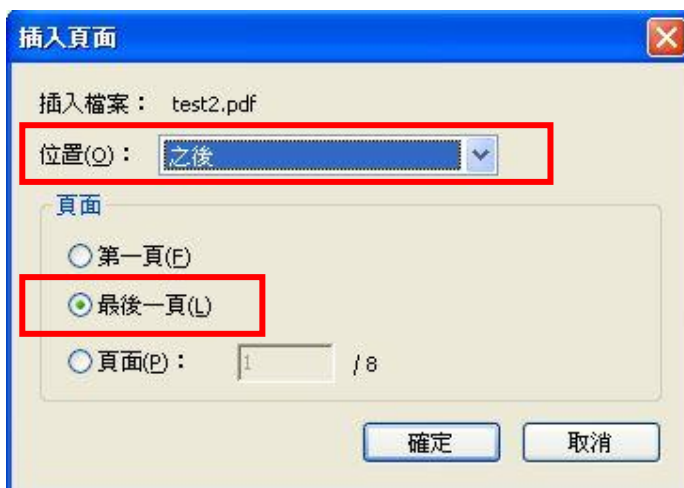 插入頁面
插入檔案： test2.pdf
位置(O)： 之後
頁面
第一頁(F)
最後一頁(L)
頁面(P)： 1 / 8
確定 取消